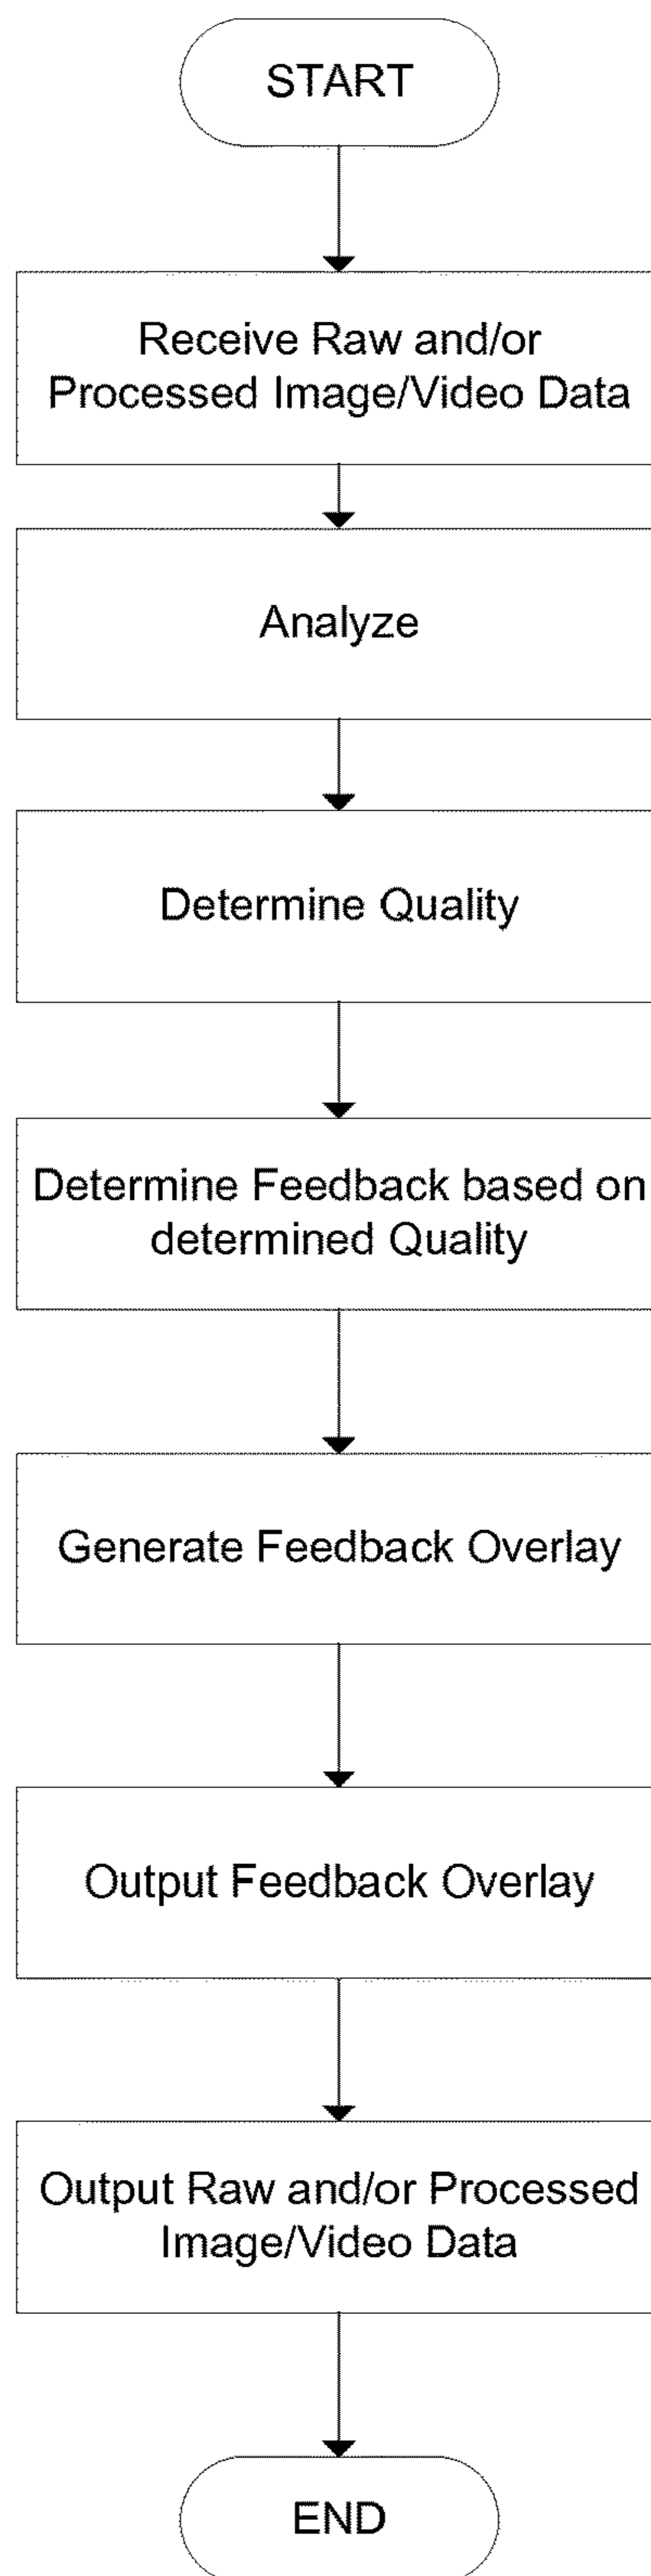 START
Receive Raw and/or
Processed Image/Video Data
Analyze
Determine Quality
Determine Feedback based on
determined Quality
Generate Feedback Overlay
Output Feedback Overlay
Output Raw and/or Processed
Image/Video Data
END